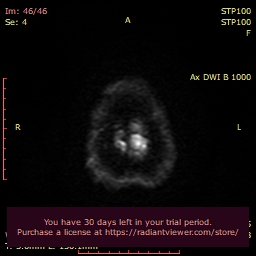 Im: 46/46
STP100
Se: 4
A
STP100
F
Ax DWI B 1000
R
L
You have 30 days left in your trial period.
Purchase a license at https://radiantviewer.com/store/